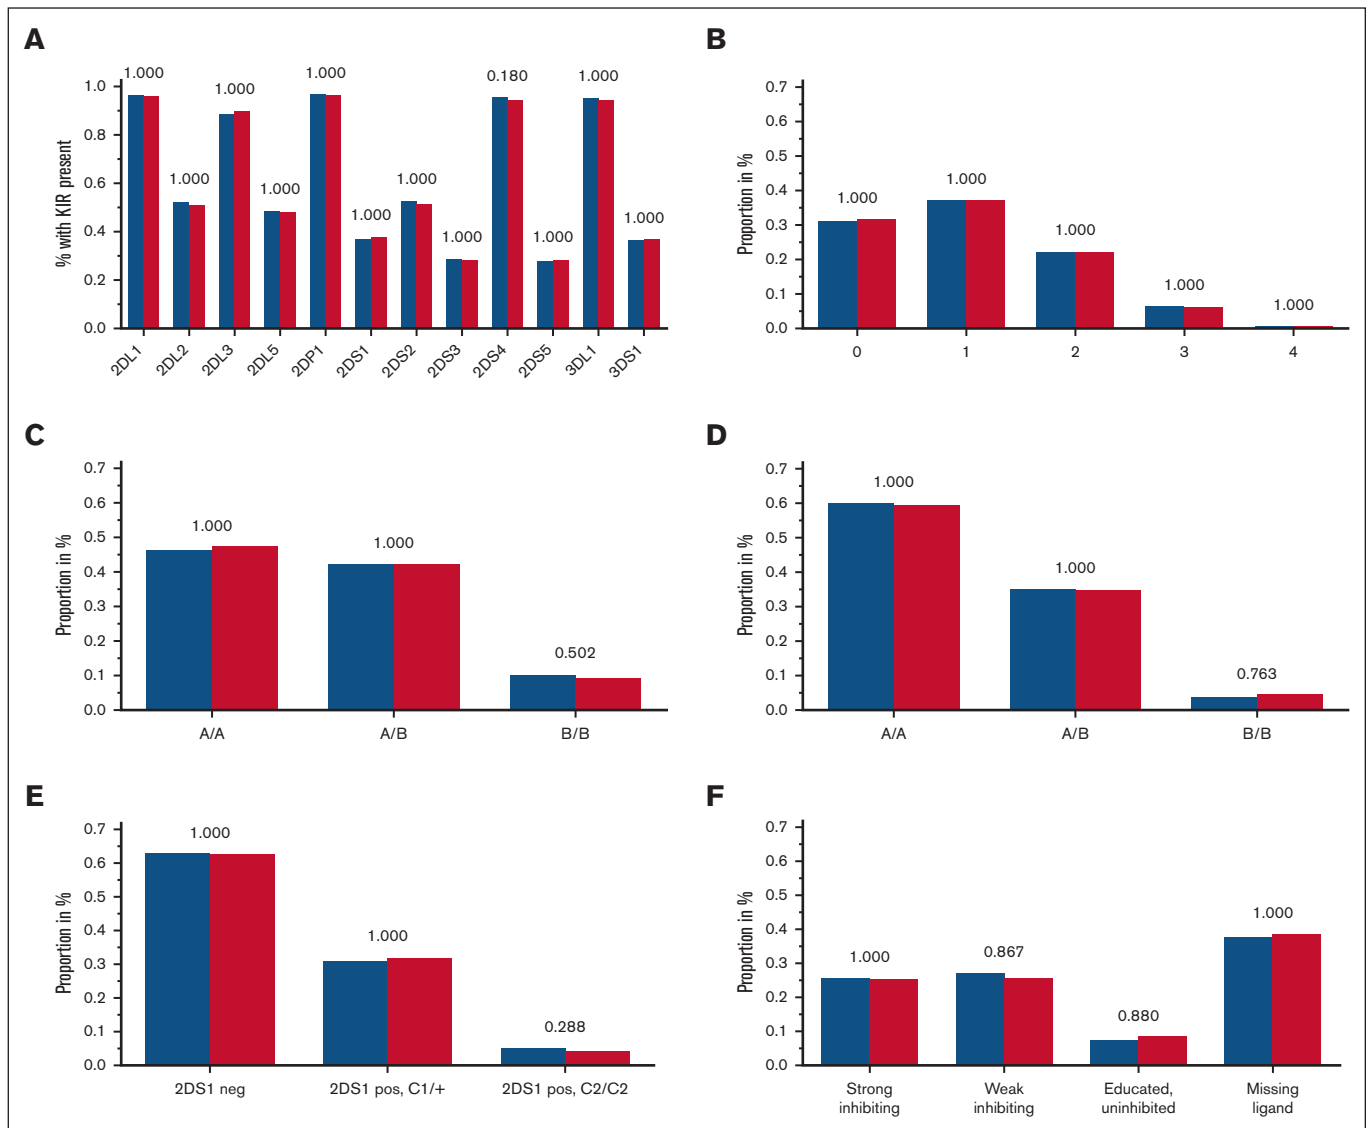 A
% with KIR present
1.0
0.8
0.6
0.4
0.2
0.0
1.000
1.000
1.000
1.000
1.000
1.000
1.000
1.000
0.180
1.000
1.000
1.000
2DL1
2DL2
2DL3
2DL5
2DP1
2DS1
2DS2
2DS3
2DS4
2DS5
3DL1
3DS1
B
Proportion in %
0.7
0.6
0.5
0.4
0.3
0.2
0.1
0.0
1.000
1.000
1.000
1.000
1.000
0
1
2
3
4
C
Proportion in %
0.7
0.6
0.5
0.4
0.3
0.2
0.1
0.0
1.000
1.000
0.502
A/A
A/B
B/B
D
Proportion in %
0.7
0.6
0.5
0.4
0.3
0.2
0.1
0.0
1.000
1.000
0.763
A/A
A/B
B/B
E
Proportion in %
0.7
0.6
0.5
0.4
0.3
0.2
0.1
0.0
1.000
1.000
0.288
2DS1 neg
2DS1 pos, C1/+
2DS1 pos, C2/C2
F
Proportion in %
0.7
0.6
0.5
0.4
0.3
0.2
0.1
0.0
1.000
0.867
0.880
1.000
Strong
inhibiting
Weak
inhibiting
Educated,
uninhibited
Missing
ligand